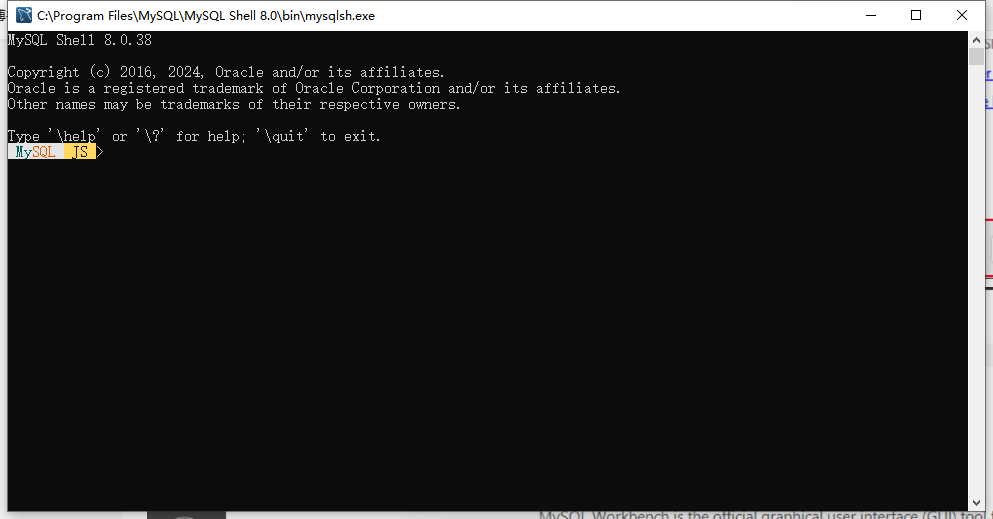 C:\Program Files\MySQL\MySQL Shell 8.0\bin\mysqlsh.exe
MySQL Shell 8.0.38
Copyright (c) 2016, 2024, Oracle and/or its affiliates.
Oracle is a registered trademark of Oracle Corporation and/or its affiliates.
Other names may be trademarks of their respective owners.
Type '\help' or '\?' for help; '\quit' to exit.
MySQL JS >
MySQL Workbench is the official graphical user interface (GUI) tool